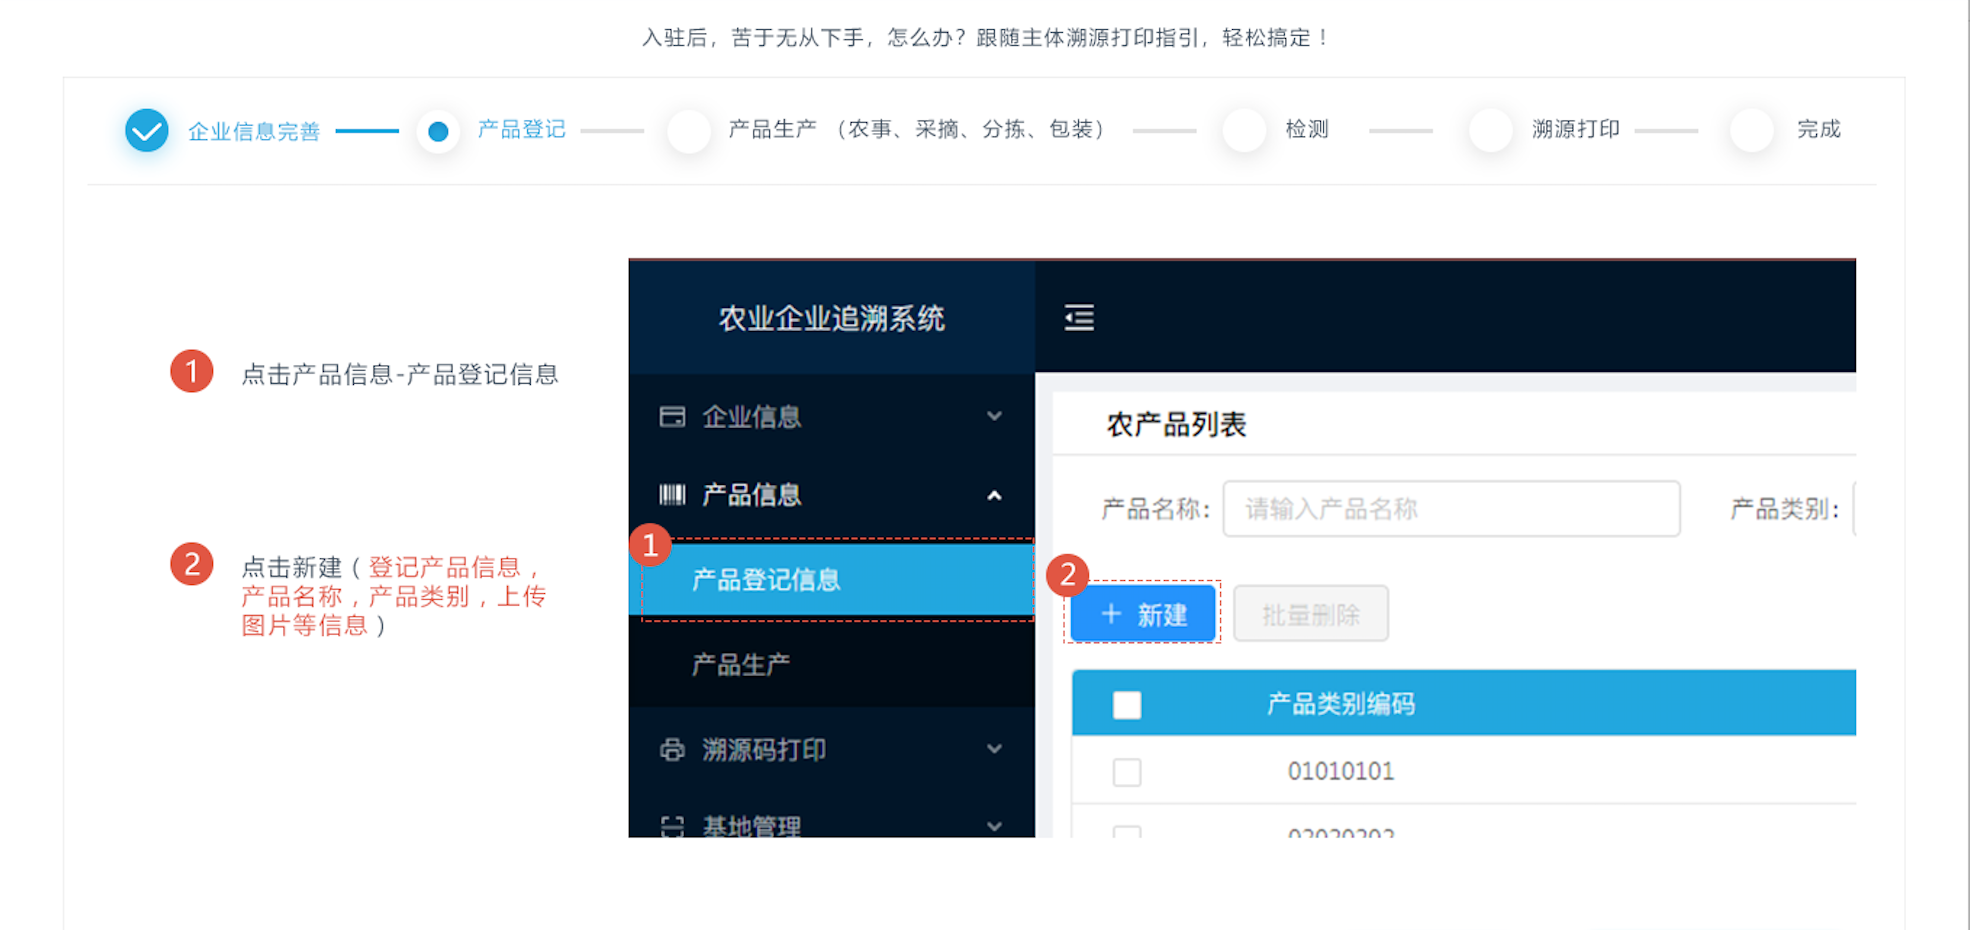 入驻后，苦于无从下手，怎么办？跟随主体溯源打印指引，轻松搞定！
企业信息完善
产品登记
产品生产 （农事、采摘、分拣、包装）
检测
溯源打印
完成
1 点击产品信息-产品登记信息
2 点击新建（登记产品信息，
产品名称，产品类别，上传
图片等信息）
农业企业追溯系统
企业信息
产品信息
1
产品登记信息
产品生产
溯源码打印
基地管理
农产品列表
产品名称：
请输入产品名称
产品类别：
2
+ 新建
批量删除
产品类别编码
01010101